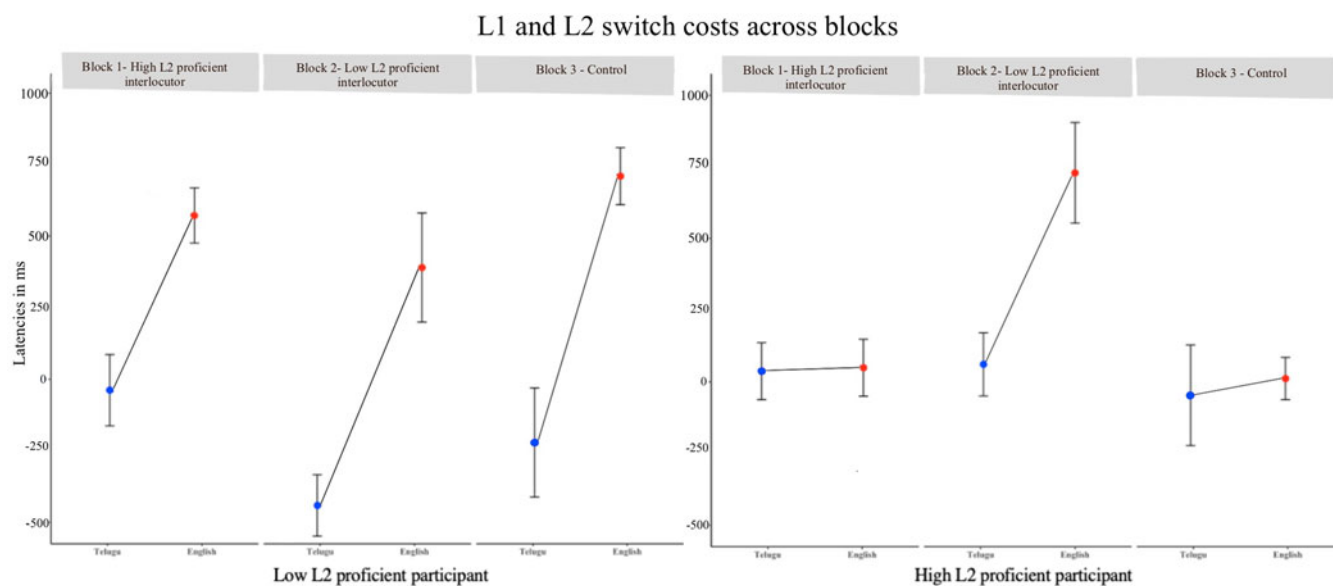 L1 and L2 switch costs across blocks
Block 1- High L2 proficient
interlocutor
Block 2- Low L2 proficient
interlocutor
Block 3 - Control
Block 1- High L2 proficient
interlocutor
Block 2- Low L2 proficient
interlocutor
Block 3 - Control
Latencies in ms
1000
750
500
250
0
-250
-500
1000
750
500
250
0
-250
-500
Telugu English Telugu English Telugu English
Telugu English Telugu English Telugu English
Low L2 proficient participant
High L2 proficient participant